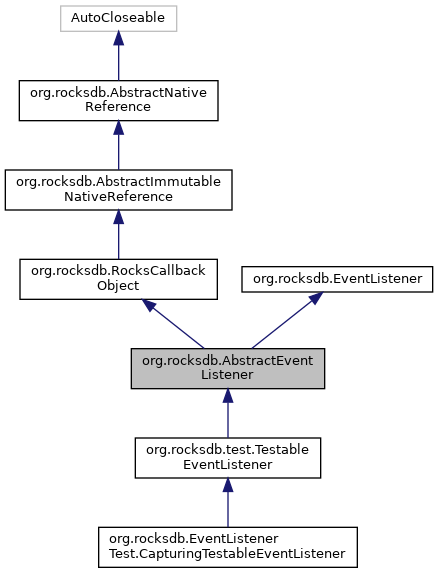 AutoCloseable
org.rocksdb.AbstractNative
Reference
org.rocksdb.AbstractImmutable
NativeReference
org.rocksdb.RocksCallback
Object
org.rocksdb.EventListener
org.rocksdb.AbstractEvent
Listener
org.rocksdb.test.Testable
EventListener
org.rocksdb.EventListener
Test.CapturingTestableEventListener